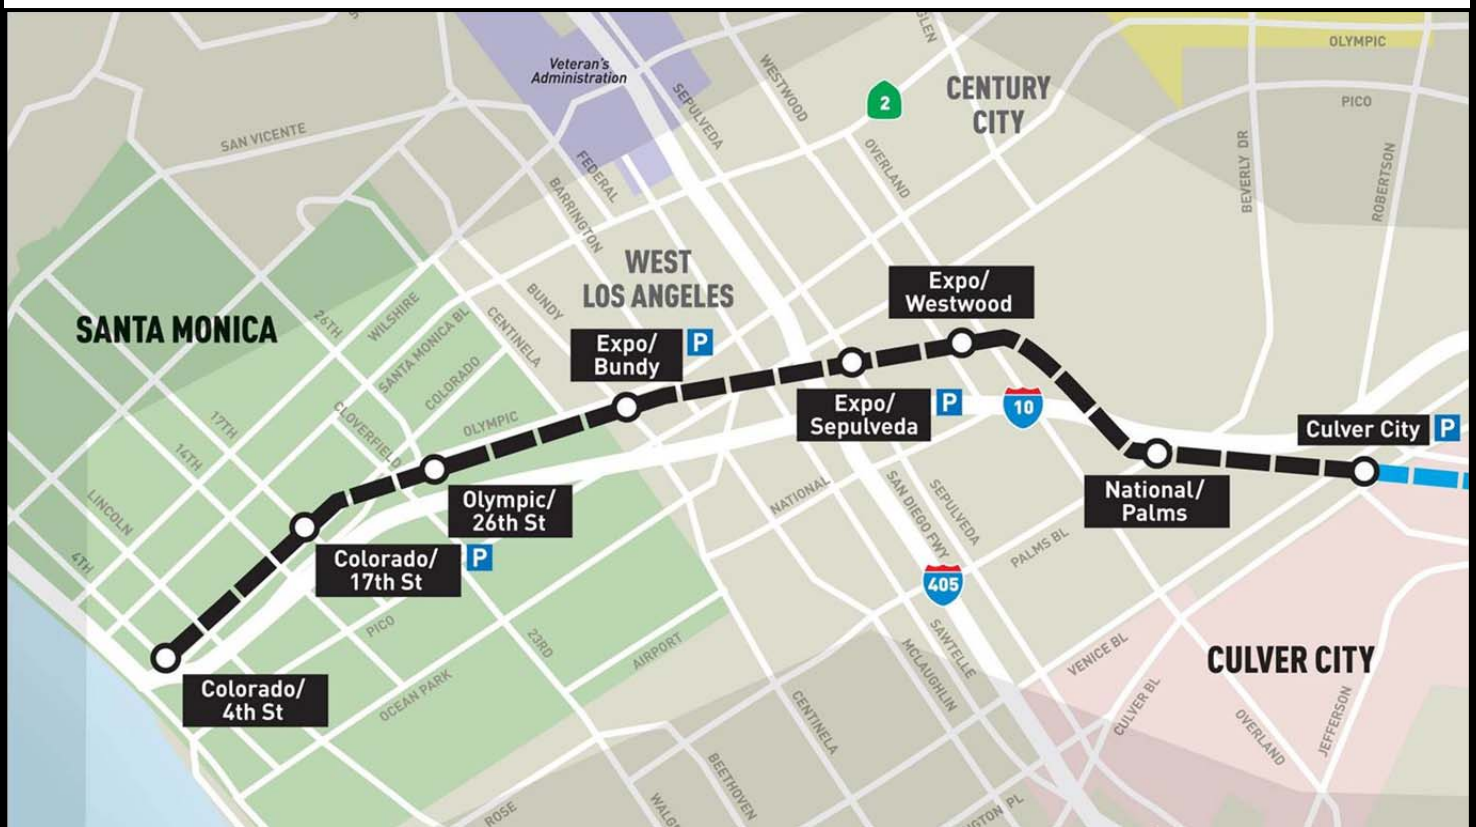 OLYMPIC
GLEN
Veteran's
Administration
WESTWOOD
SEPULVEDA
2
CENTURY
CITY
PICO
SAN VICENTE
OVERLAND
BEVERLY DR
ROBERTSON
FEDERAL
BARRINGTON
WEST
LOS ANGELES
Expo/
Westwood
SANTA MONICA
26TH
WILSHIRE
SANTA MONICA BL
COLORADO
BUNDY
CENTINELA
Expo/
Bundy
P
Expo/
Sepulveda
P
10
Culver City
P
17TH
14TH
CLOVERFIELD
OLYMPIC
LINCOLN
4TH
Olympic/
26th St
Colorado/
17th St
P
NATIONAL
SAN DIEGO FWY
SEPULVEDA
PALMS BL
National/
Palms
405
PICO
23RD
AIRPORT
OCEAN PARK
Colorado/
4th St
SAWTELLE
MCLAUGHLIN
VENICE BL
CULVER CITY
CULVER BL
OVERLAND
JEFFERSON
CENTINELA
BEETHOVEN
ROSE